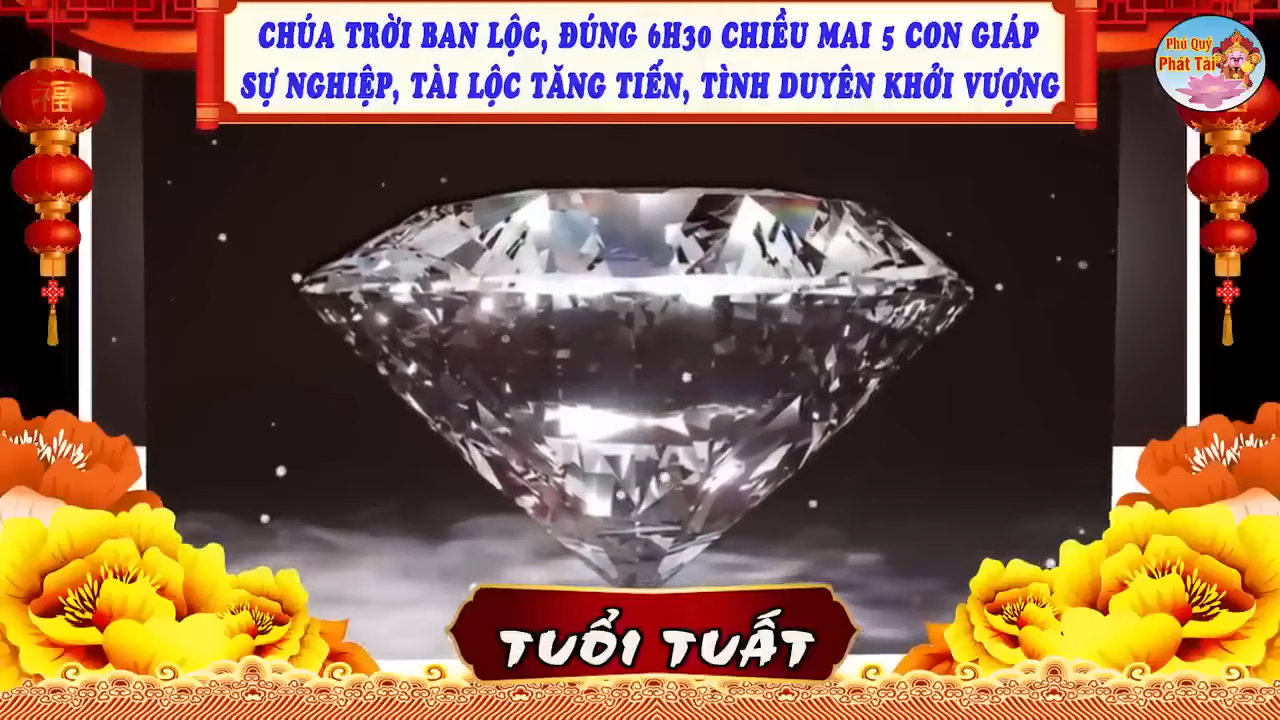 CHÚA TRỜI BAN LỘC, ĐÚNG 6H30 CHIỀU MAI 5 CON GIÁP
SỰ NGHIỆP, TÀI LỘC TĂNG TIẾN, TÌNH DUYÊN KHỞI VƯỢNG
Phú Quý
Phát Tài
福
TUỔI TUẤT